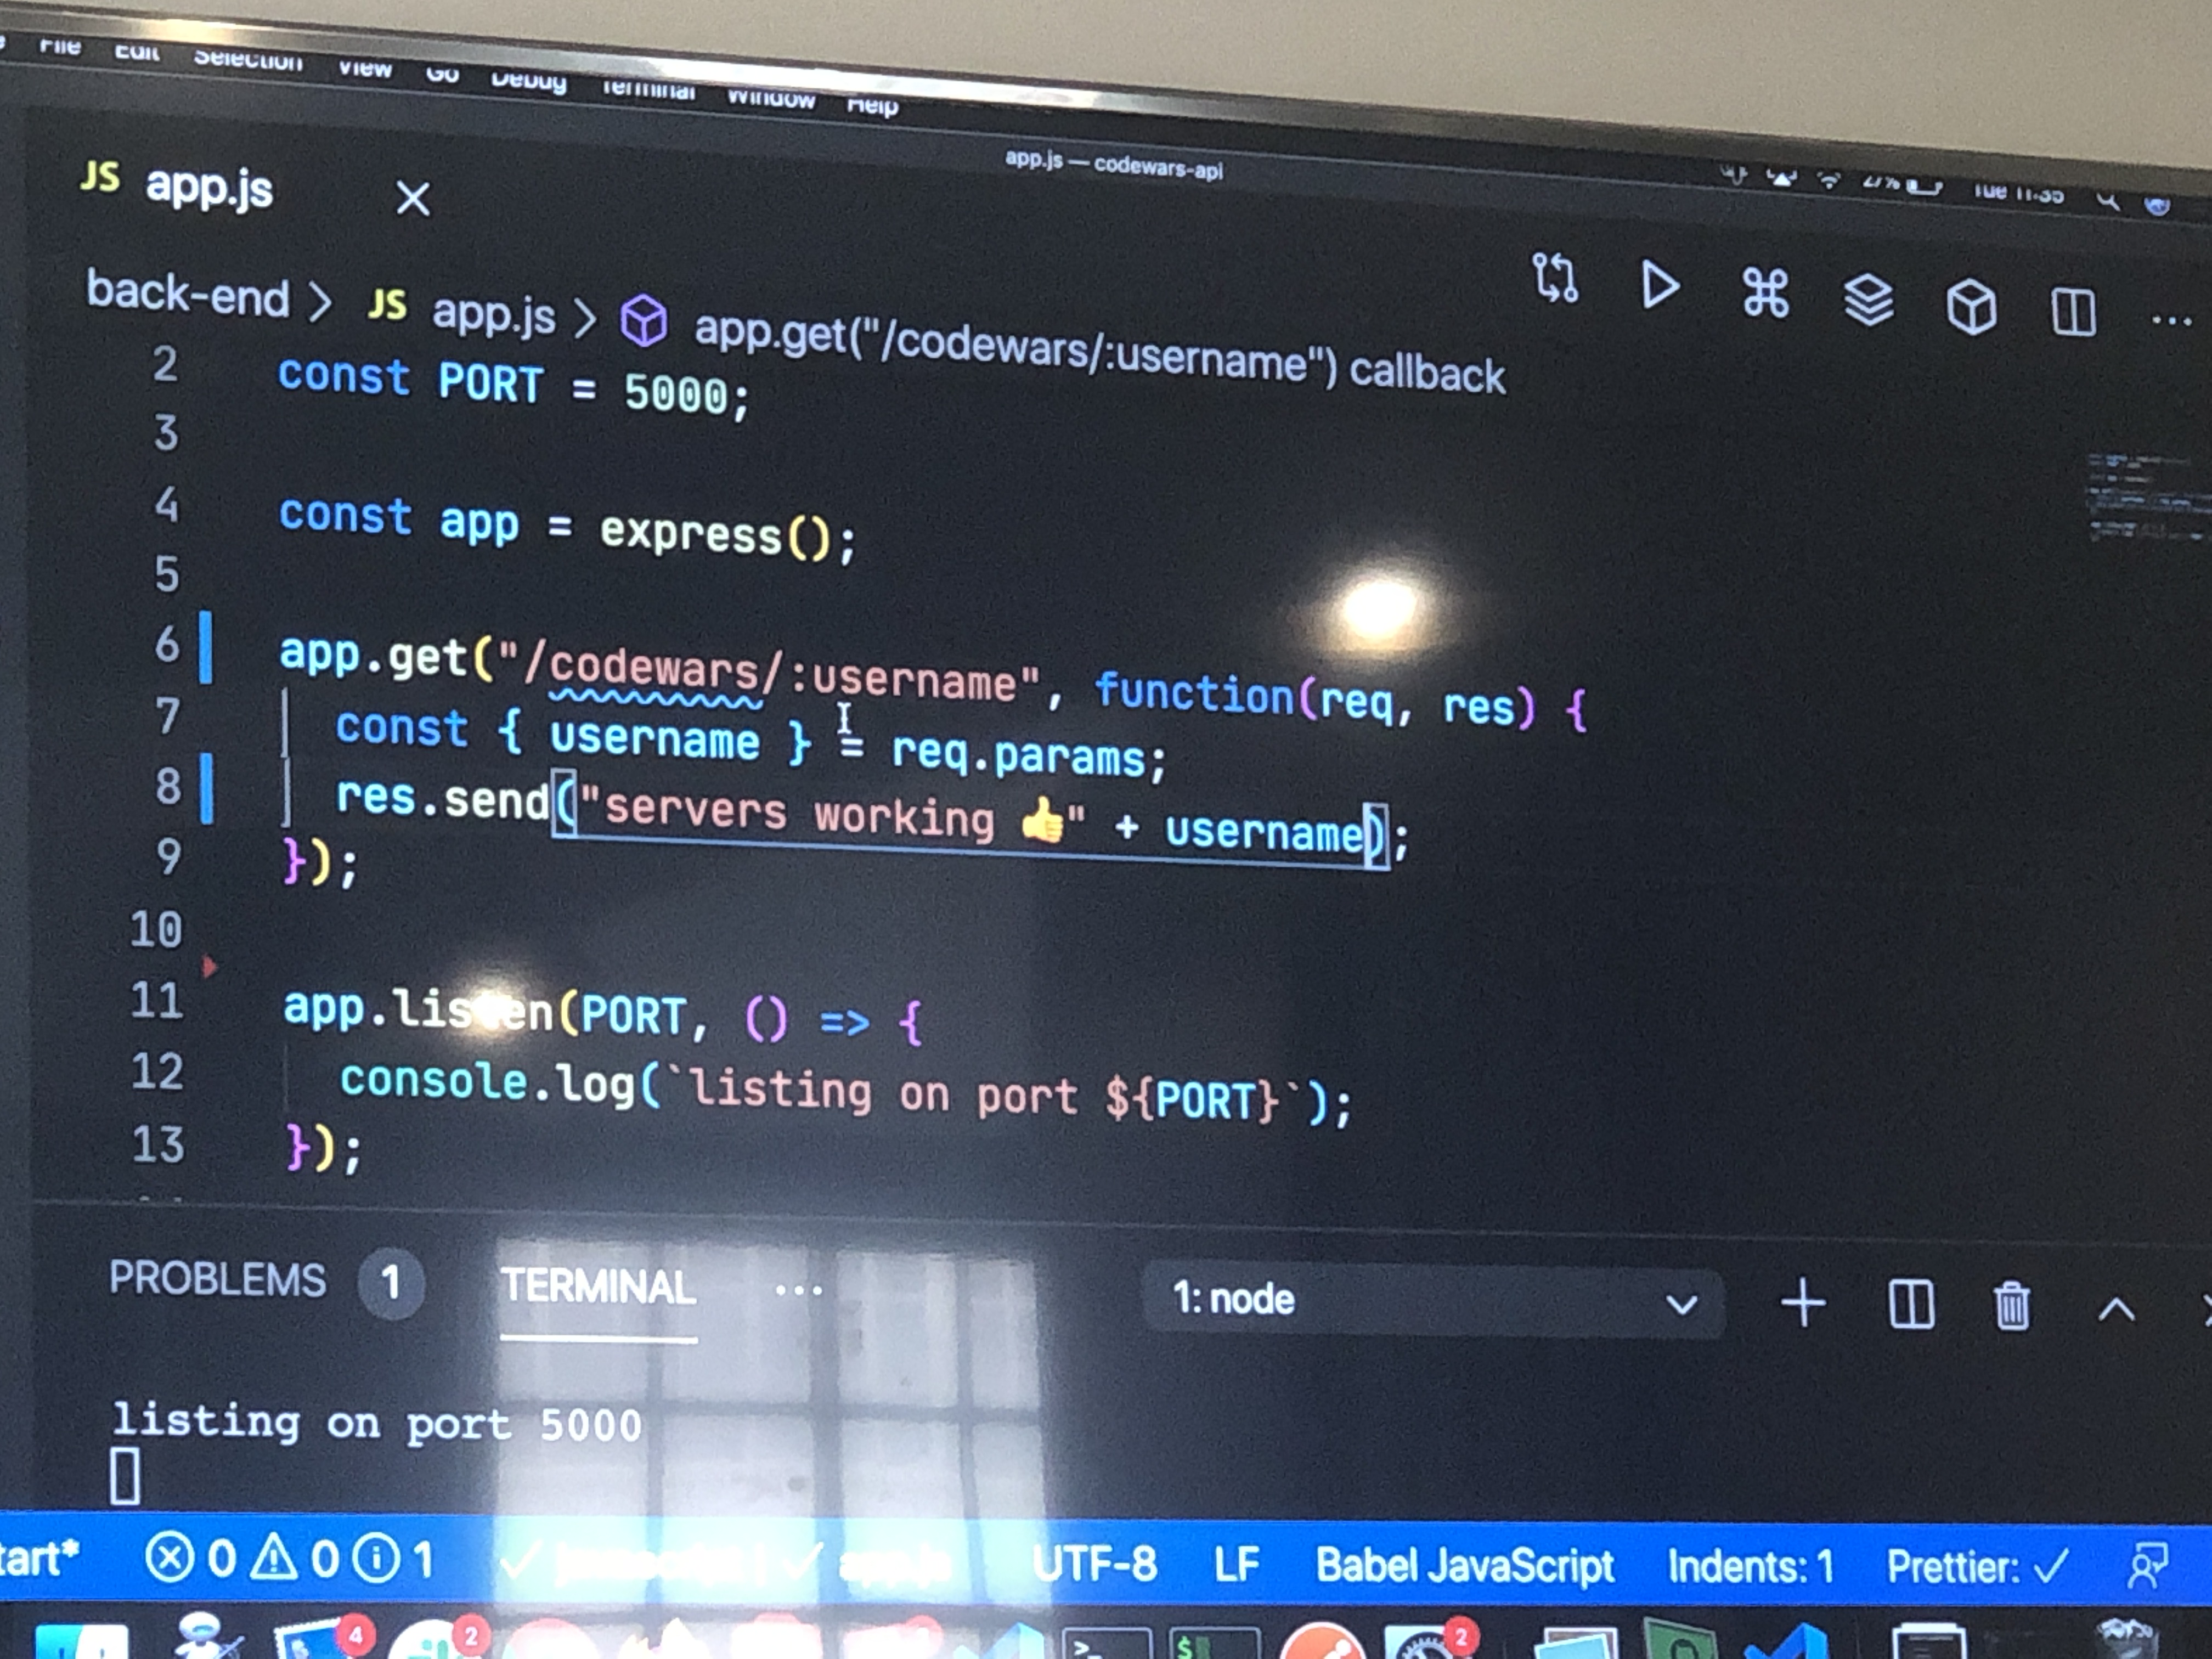 File Edit Selection View Go Debug Terminal Window Help
app.js — codewars-api
Tue 11:35
JS app.js
back-end > JS app.js > app.get("/codewars/:username") callback
2 const PORT = 5000;
3
4 const app = express();
5
6 app.get("/codewars/:username", function(req, res) {
7 const { username } = req.params;
8 res.send("servers working 👍" + username);
9 });
10
11 app.listen(PORT, () => {
12 console.log(`listing on port ${PORT}`);
13 });
PROBLEMS 1 TERMINAL ... 1: node
listing on port 5000
tart* 0 0 1 UTF-8 LF Babel JavaScript Indents: 1 Prettier: ✓
4 2 >_ $ 2